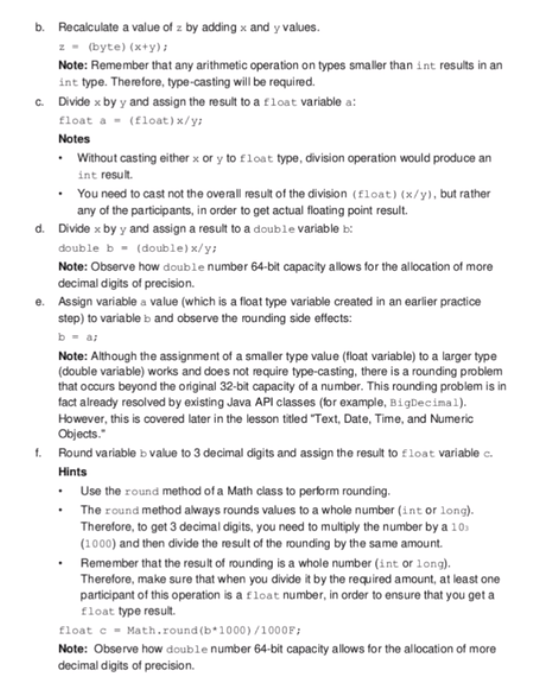 b. Recalculate a value of z by adding x and y values.
z = (byte)(x+y);
Note: Remember that any arithmetic operation on types smaller than int results in an
int type. Therefore, type-casting will be required.
c. Divide x by y and assign the result to a float variable a:
float a = (float)x/y;
Notes
• Without casting either x or y to float type, division operation would produce an
int result.
• You need to cast not the overall result of the division (float)(x/y), but rather
any of the participants, in order to get actual floating point result.
d. Divide x by y and assign a result to a double variable b:
double b = (double)x/y;
Note: Observe how double number 64-bit capacity allows for the allocation of more
decimal digits of precision.
e. Assign variable a value (which is a float type variable created in an earlier practice
step) to variable b and observe the rounding side effects:
b = a;
Note: Although the assignment of a smaller type value (float variable) to a larger type
(double variable) works and does not require type-casting, there is a rounding problem
that occurs beyond the original 32-bit capacity of a number. This rounding problem is in
fact already resolved by existing Java API classes (for example, BigDecimal).
However, this is covered later in the lesson titled "Text, Date, Time, and Numeric
Objects."
f. Round variable b value to 3 decimal digits and assign the result to float variable c.
Hints
• Use the round method of a Math class to perform rounding.
• The round method always rounds values to a whole number (int or long).
Therefore, to get 3 decimal digits, you need to multiply the number by a 10₃
(1000) and then divide the result of the rounding by the same amount.
• Remember that the result of rounding is a whole number (int or long).
Therefore, make sure that when you divide it by the required amount, at least one
participant of this operation is a float number, in order to ensure that you get a
float type result.
float c = Math.round(b*1000)/1000F;
Note: Observe how double number 64-bit capacity allows for the allocation of more
decimal digits of precision.